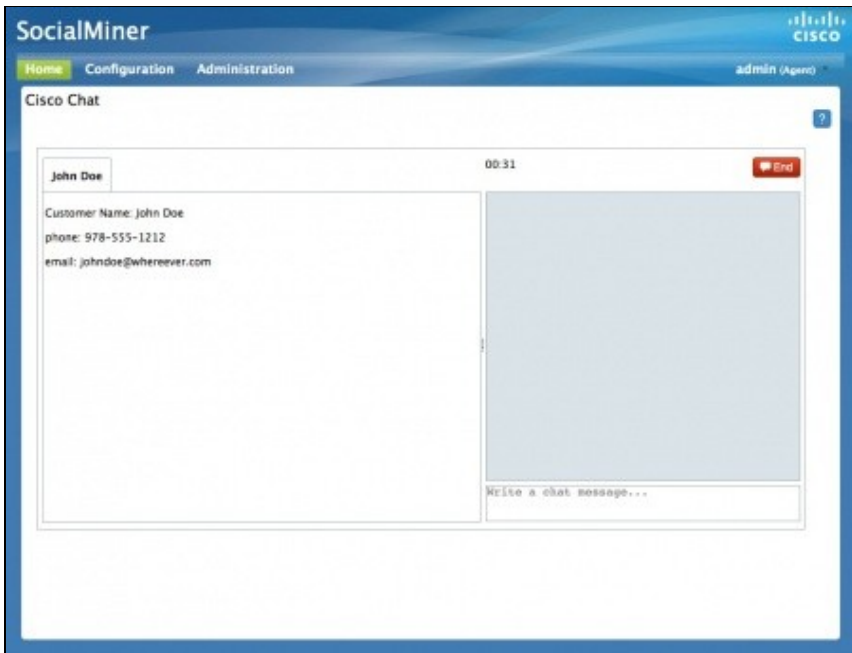 SocialMiner
CISCO
Home Configuration Administration admin (Agent)
Cisco Chat
?
John Doe 00:31 End
Customer Name: John Doe
phone: 978-555-1212
email: johndoe@whereever.com
Write a chat message...